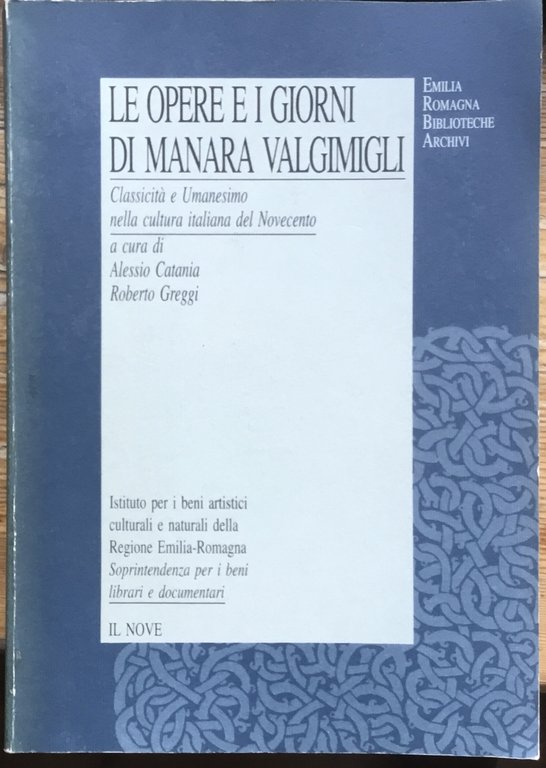 LE OPERE E I GIORNI
DI MANARA VALGIMIGLI
Classicità e Umanesimo
nella cultura italiana del Novecento
a cura di
Alessio Catania
Roberto Greggi
EMILIA
ROMAGNA
BIBLIOTECHE
ARCHIVI
Istituto per i beni artistici
culturali e naturali della
Regione Emilia-Romagna
Soprintendenza per i beni
librari e documentari
IL NOVE